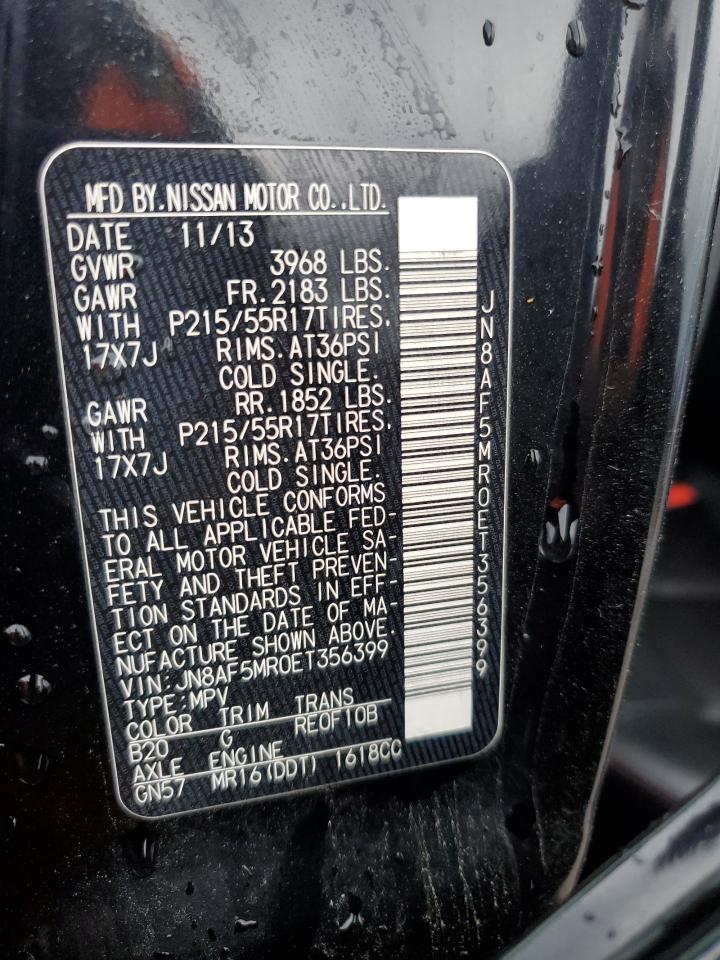 MFD BY.NISSAN MOTOR CO.,LTD.
DATE 11/13
GVWR 3968 LBS.
GAWR FR.2183 LBS.
WITH P215/55R17TIRES,
17X7J RIMS.AT36PSI
COLD SINGLE.
GAWR RR.1852 LBS.
WITH P215/55R17TIRES,
17X7J RIMS.AT36PSI
COLD SINGLE.
THIS VEHICLE CONFORMS
TO ALL APPLICABLE FED-
ERAL MOTOR VEHICLE SA-
FETY AND THEFT PREVEN-
TION STANDARDS IN EFF-
ECT ON THE DATE OF MA-
NUFACTURE SHOWN ABOVE.
VIN:JN8AF5MR0ET356399
TYPE:MPV
COLOR TRIM TRANS
B20 G RE0F10B
AXLE ENGINE
GN57 MR16(DDT) 1618CC
JN8AF5MR0ET356399